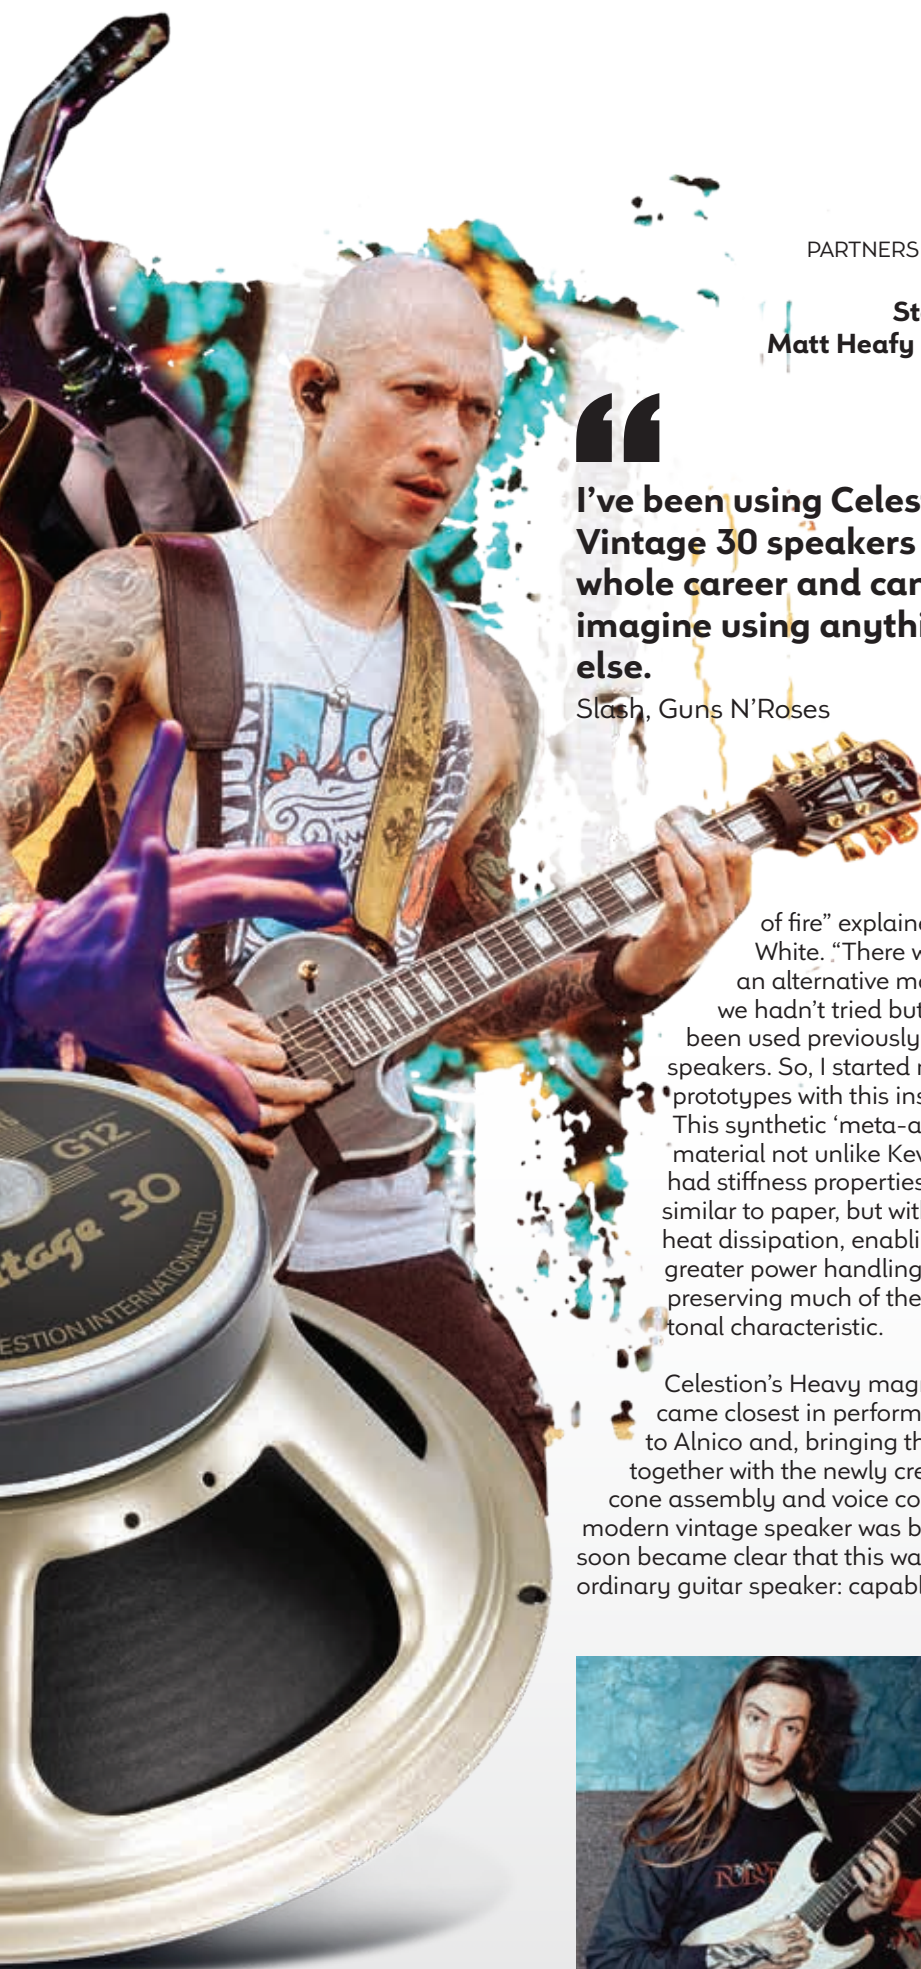 PARTNERS
St
Matt Heafy
“
I’ve been using Celes
Vintage 30 speakers
whole career and can
imagine using anythi
else.
Slash, Guns N’Roses
of fire” explaine
White. “There w
an alternative ma
we hadn’t tried but
been used previously
speakers. So, I started
prototypes with this ins
This synthetic ‘meta-a
material not unlike Kev
had stiffness properties
similar to paper, but wit
heat dissipation, enabli
greater power handling
preserving much of the
tonal characteristic.
Celestion’s Heavy mag
came closest in perform
to Alnico and, bringing th
together with the newly cre
cone assembly and voice co
modern vintage speaker was b
soon became clear that this wa
ordinary guitar speaker: capabl
VIUM
G12
tage 30
ESTION INTERNATIONAL LTD.